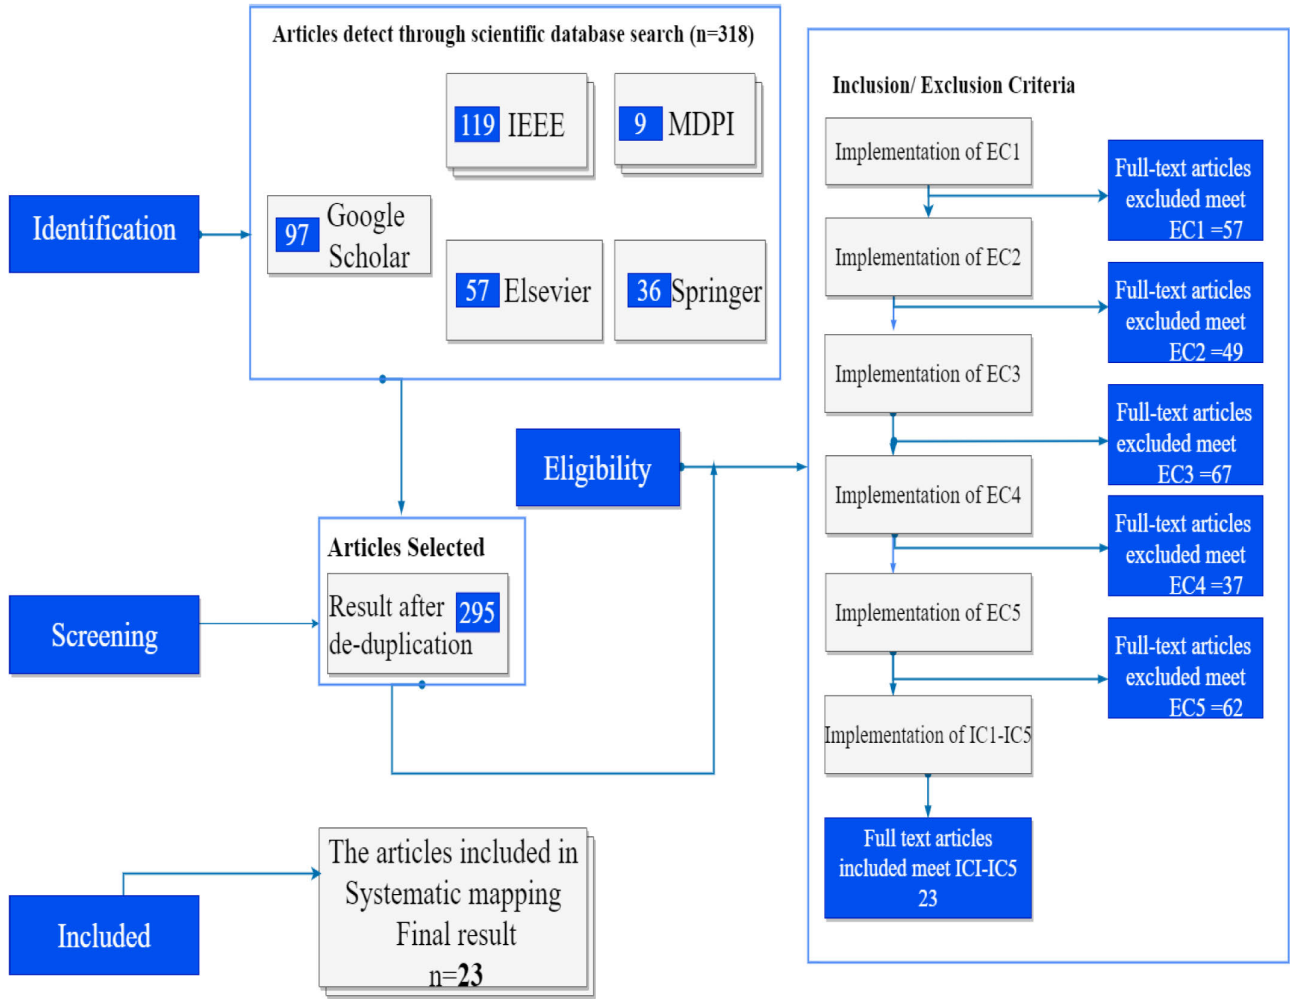 Articles detect through scientific database search (n=318)
119 IEEE
9 MDPI
97 Google
Scholar
57 Elsevier
36 Springer
Identification
Articles Selected
Result after 295
de-duplication
Screening
Eligibility
Inclusion/ Exclusion Criteria
Implementation of EC1
Full-text articles
excluded meet
EC1 =57
Implementation of EC2
Full-text articles
excluded meet
EC2 =49
Implementation of EC3
Full-text articles
excluded meet
EC3 =67
Implementation of EC4
Full-text articles
excluded meet
EC4 =37
Implementation of EC5
Full-text articles
excluded meet
EC5 =62
Implementation of IC1-IC5
Full text articles
included meet ICI-IC5
23
Included
The articles included in
Systematic mapping
Final result
n=23